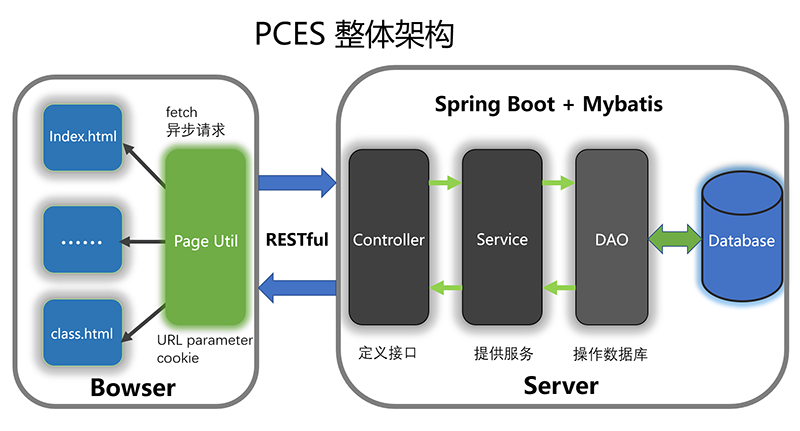 PCES 整体架构
fetch
异步请求
Index.html
......
class.html
Page Util
URL parameter
cookie
Bowser
RESTful
Spring Boot + Mybatis
Controller
Service
DAO
Database
定义接口
提供服务
操作数据库
Server